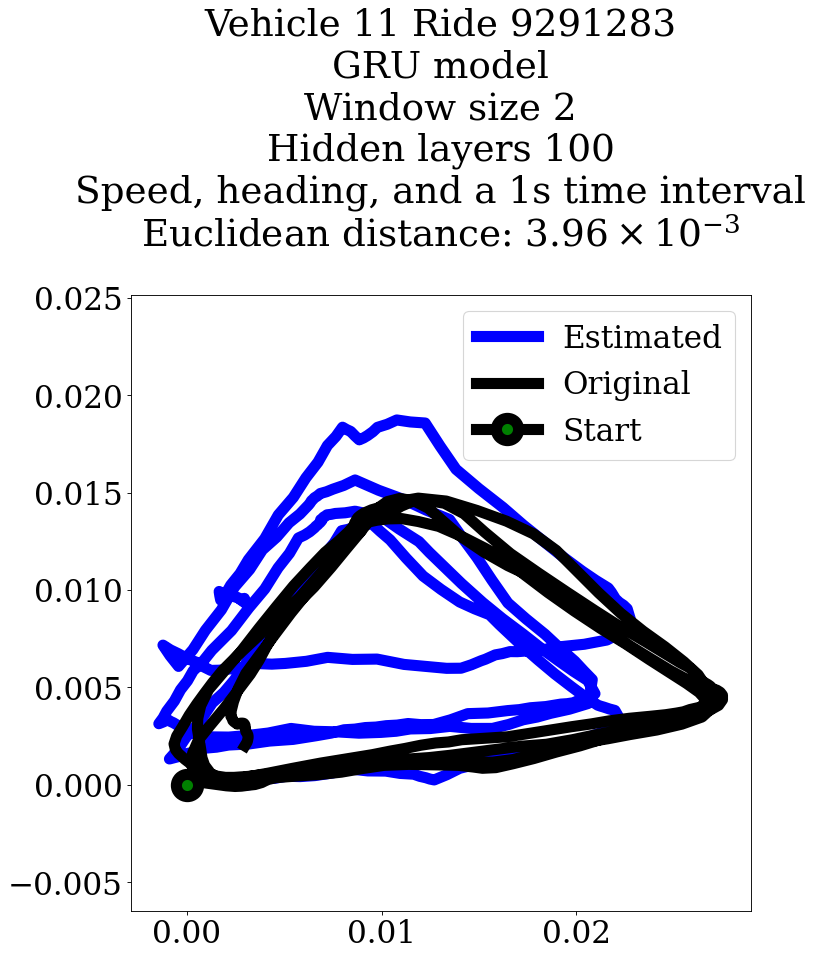 Vehicle 11 Ride 9291283
GRU model
Window size 2
Hidden layers 100
Speed, heading, and a 1s time interval
Euclidean distance: 3.96 × 10⁻³
0.025
0.020
0.015
0.010
0.005
0.000
−0.005
Estimated
Original
Start
0.00 0.01 0.02